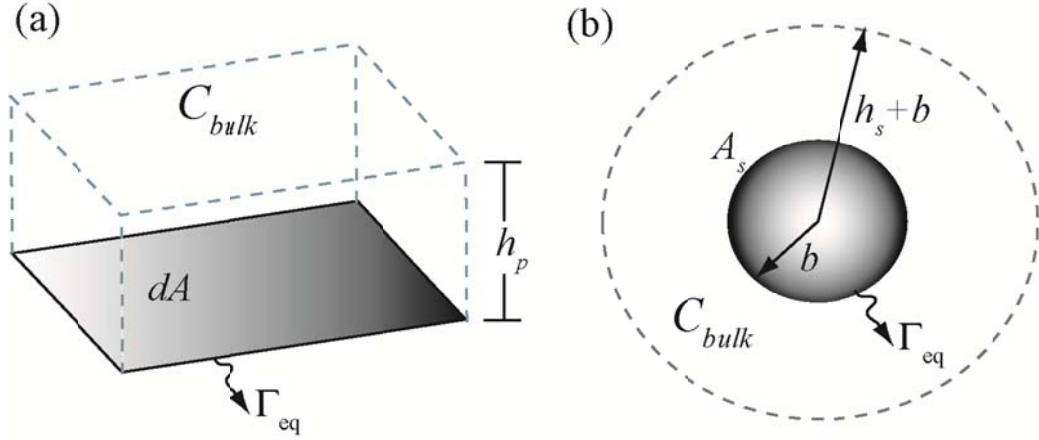 (a)
C_bulk
dA
h_p
Γ_eq
(b)
h_s+b
A_s
b
C_bulk
Γ_eq